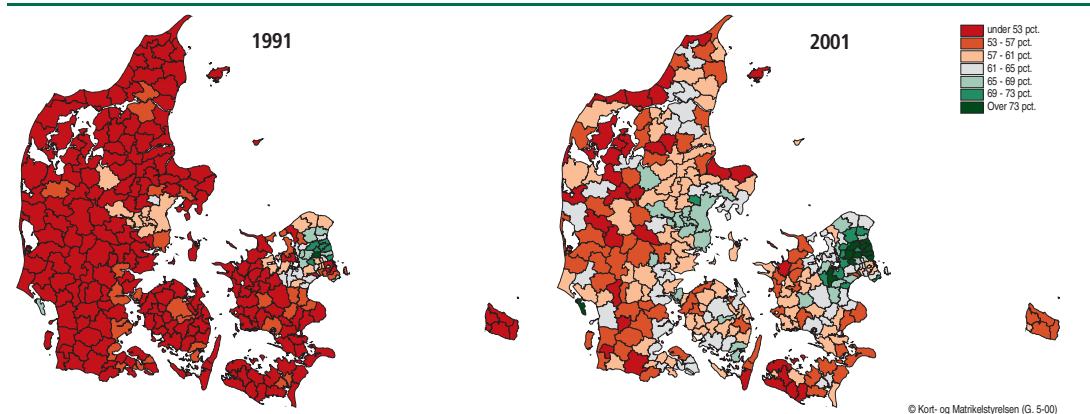 1991
2001
under 53 pct.
53 - 57 pct.
57 - 61 pct.
61 - 65 pct.
65 - 69 pct.
69 - 73 pct.
Over 73 pct.
© Kort- og Matrikelstyrelsen (G. 5-00)